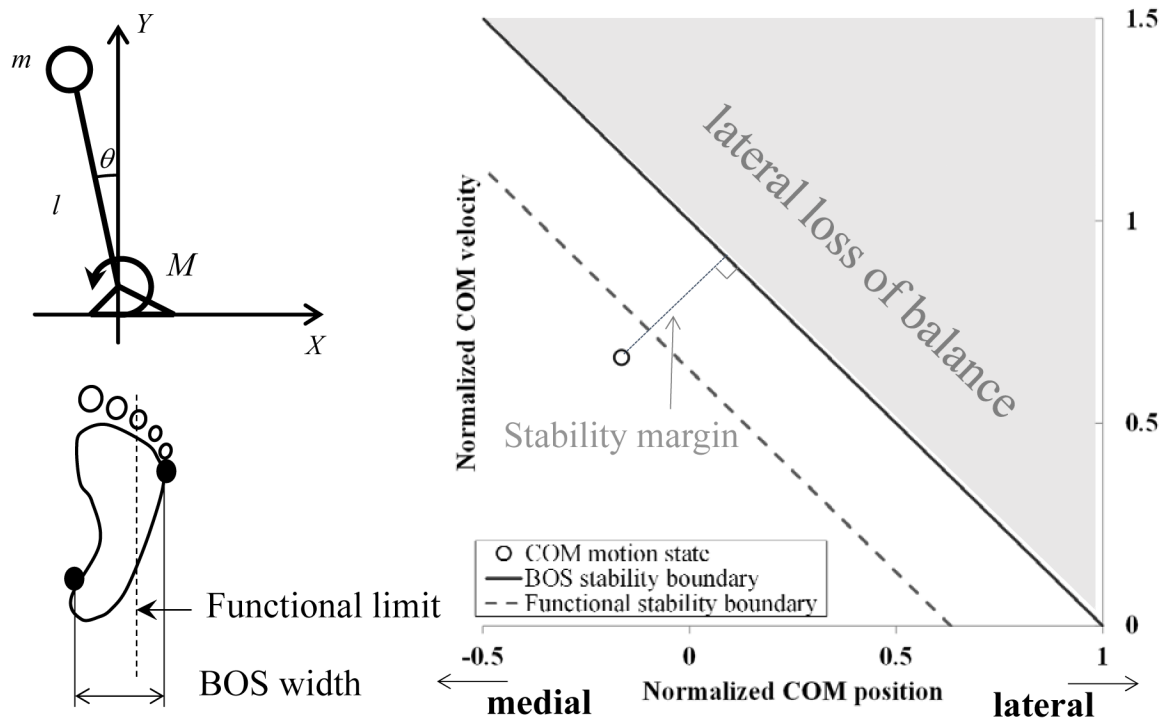 Y
m
θ
l
M
X
Functional limit
BOS width
1.5
1
0.5
0
lateral loss of balance
Normalized COM velocity
Stability margin
COM motion state
BOS stability boundary
Functional stability boundary
-0.5 0 0.5 1
medial Normalized COM position lateral